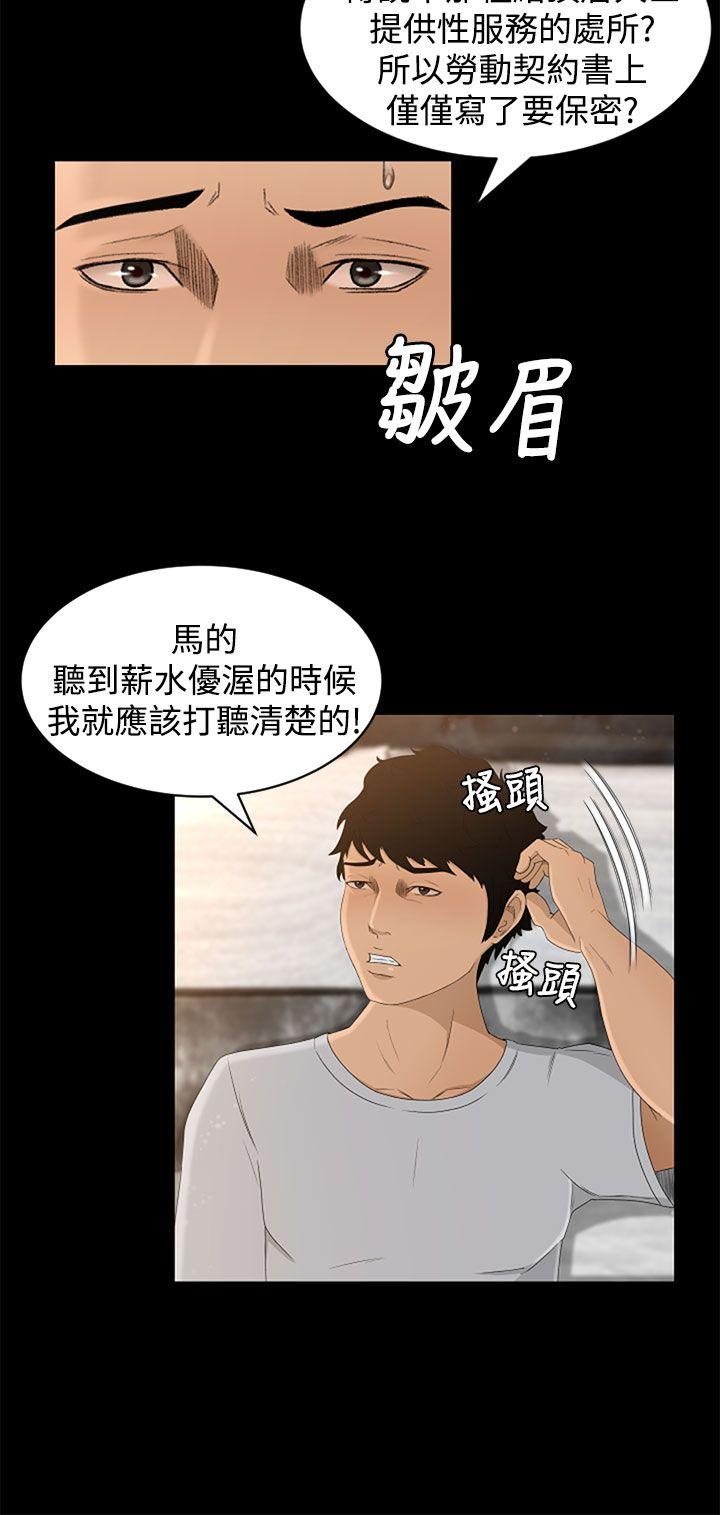 提供性服務的處所?
所以勞動契約書上
僅僅寫了要保密?
皺眉
馬的
聽到薪水優渥的時候
我就應該打聽清楚的!
搔頭
搔頭